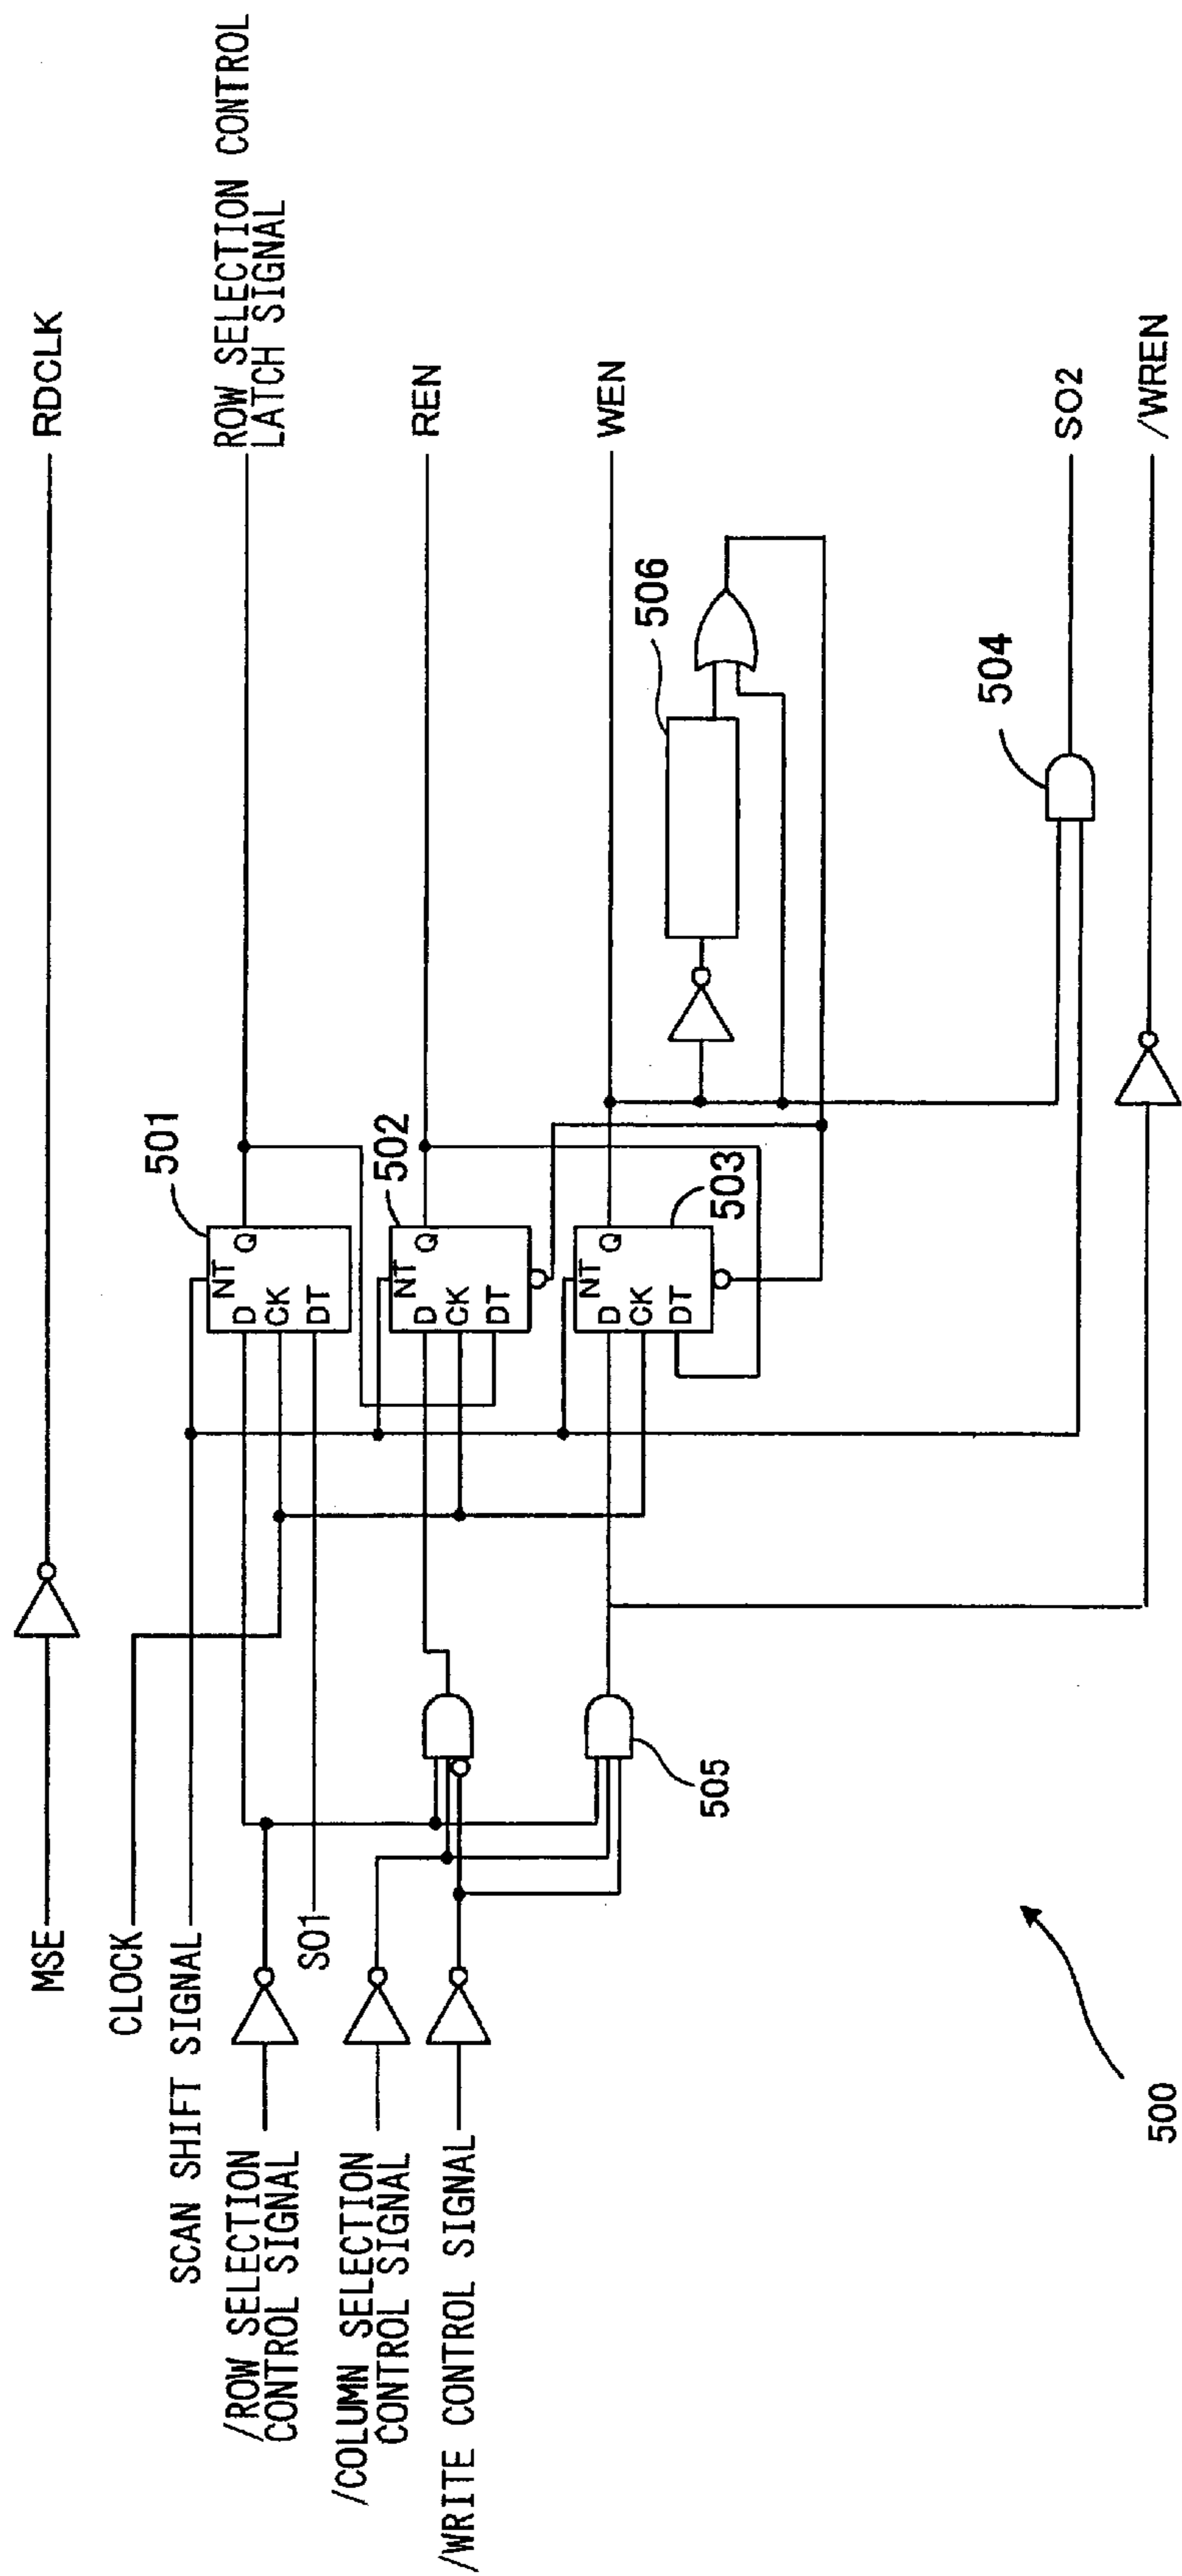 MSE
RDCLK
CLOCK
SCAN SHIFT SIGNAL
/ROW SELECTION
CONTROL SIGNAL
SO1
/COLUMN SELECTION
CONTROL SIGNAL
/WRITE CONTROL SIGNAL
505
501
NT
D
Q
CK
DT
ROW SELECTION CONTROL
LATCH SIGNAL
502
NT
D
Q
CK
DT
REN
503
NT
D
Q
CK
DT
WEN
506
504
SO2
/WREN
500